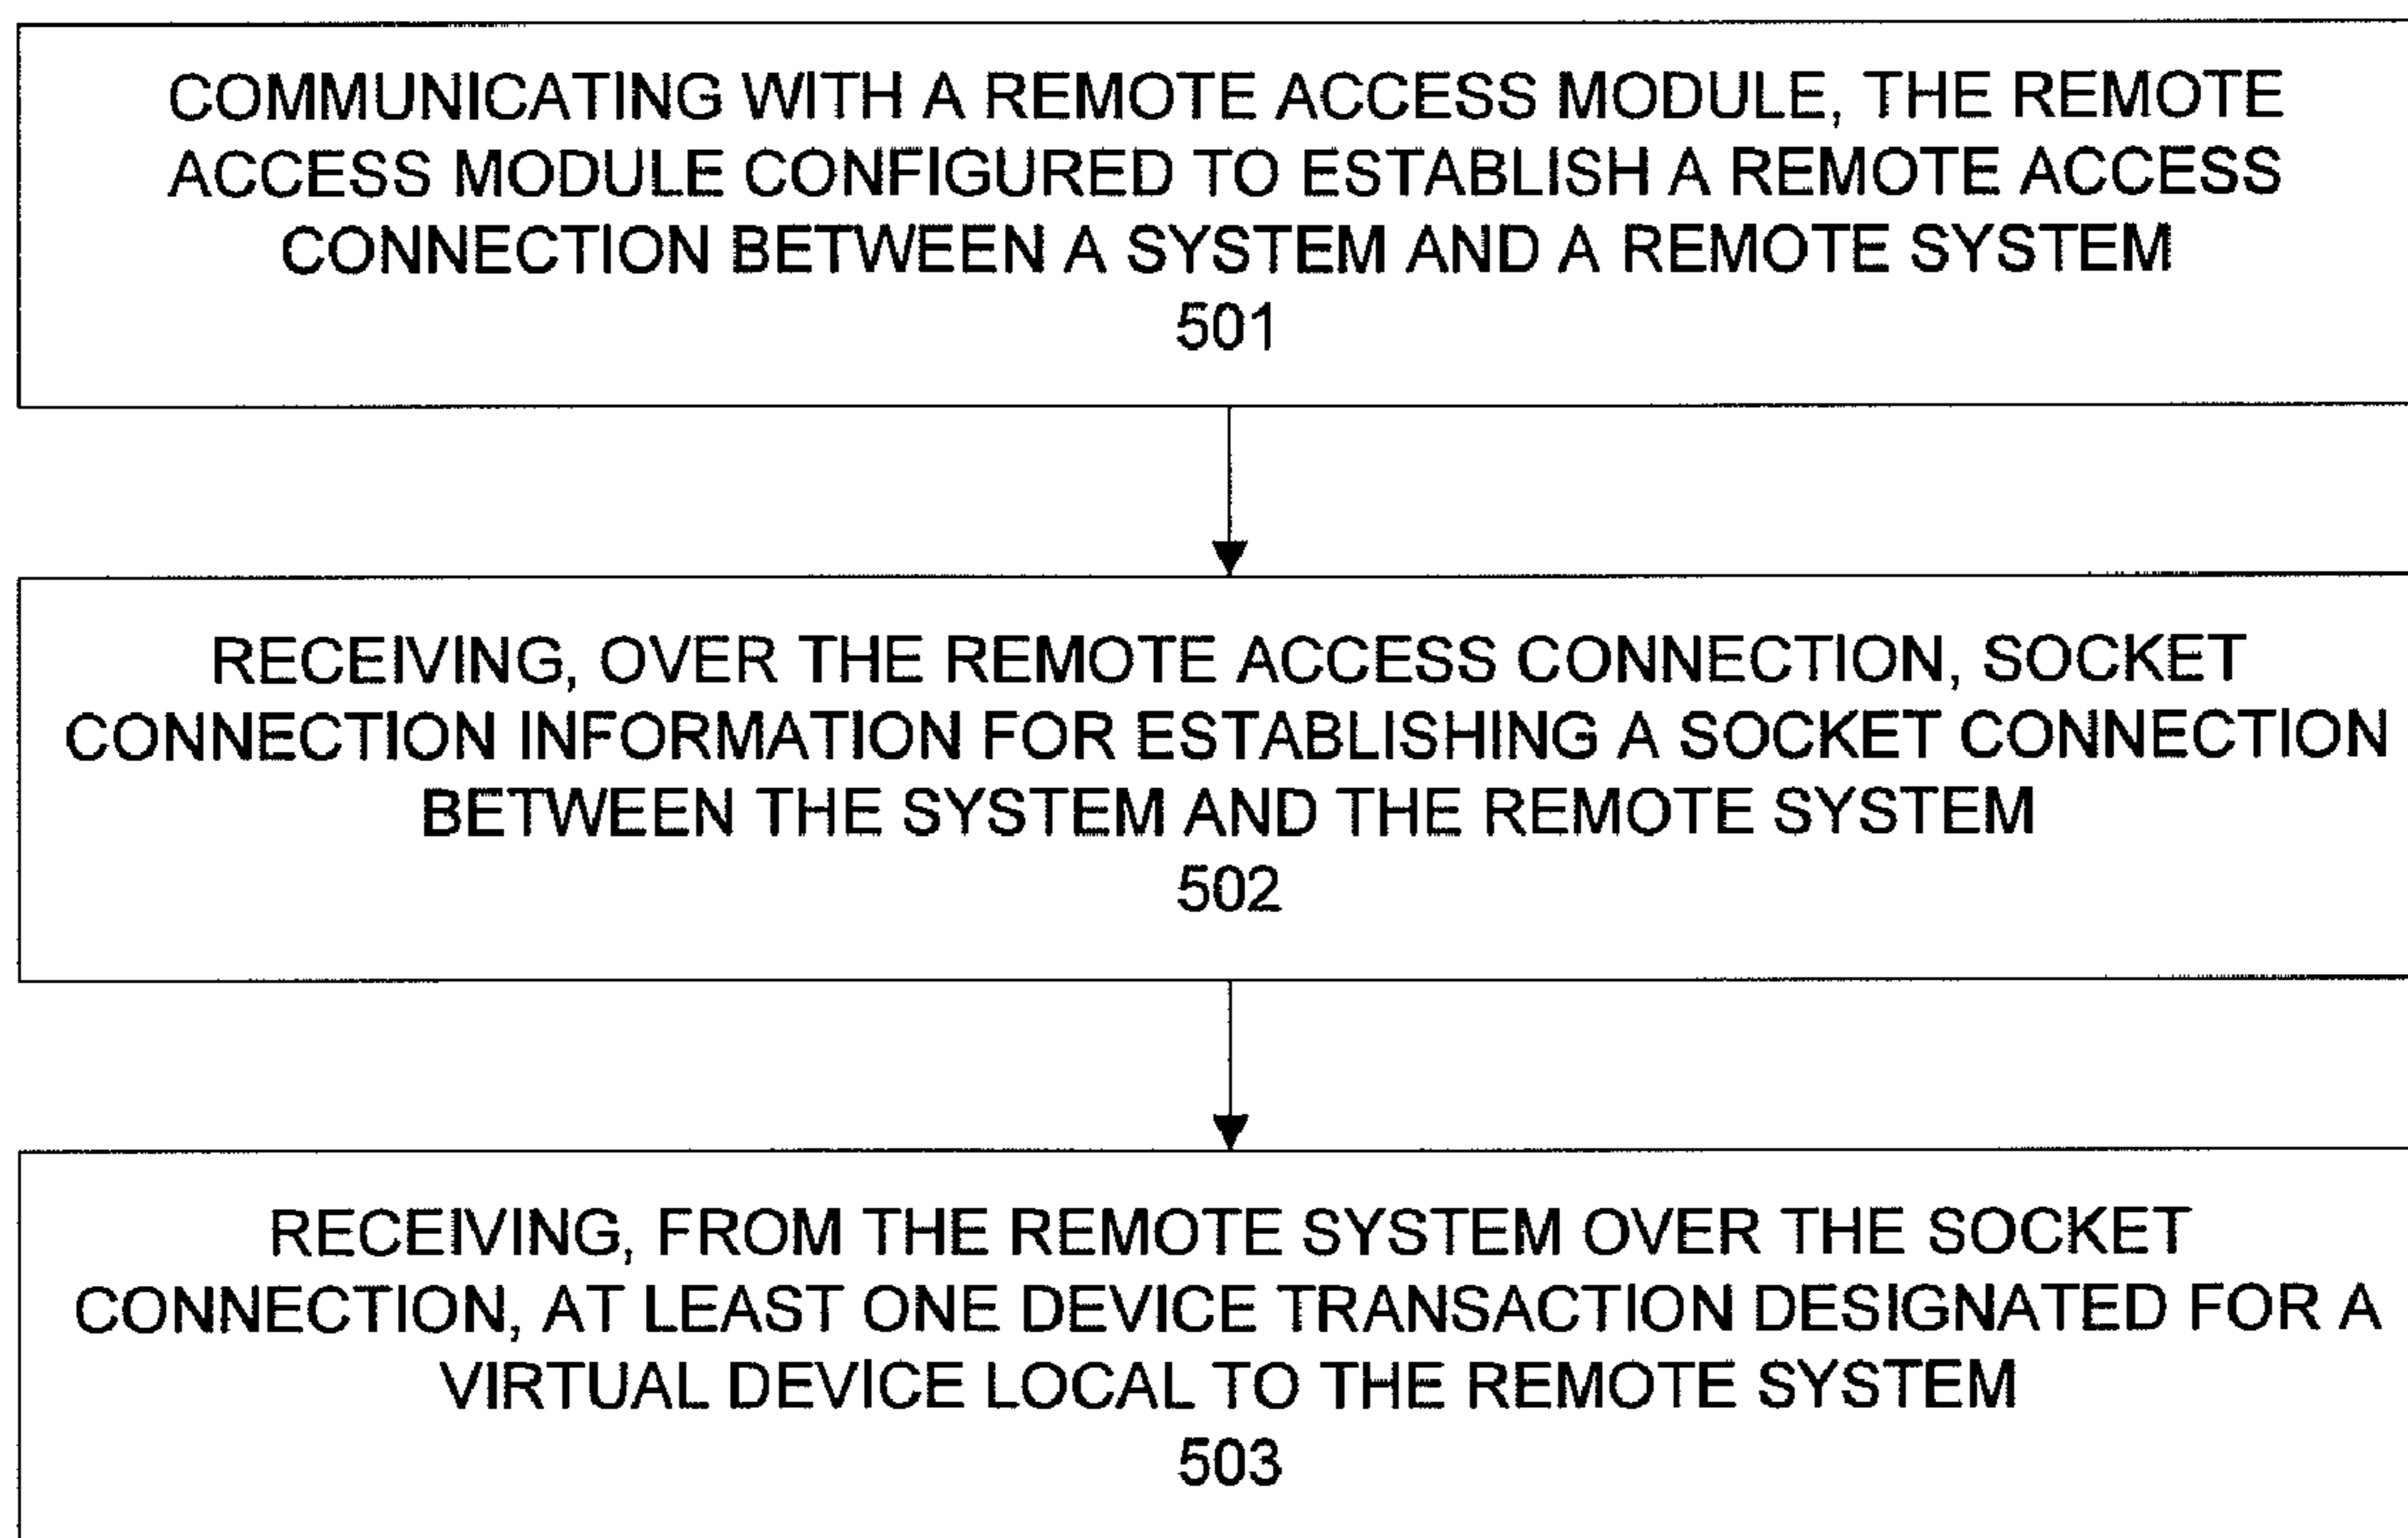 COMMUNICATING WITH A REMOTE ACCESS MODULE, THE REMOTE
ACCESS MODULE CONFIGURED TO ESTABLISH A REMOTE ACCESS
CONNECTION BETWEEN A SYSTEM AND A REMOTE SYSTEM
501
RECEIVING, OVER THE REMOTE ACCESS CONNECTION, SOCKET
CONNECTION INFORMATION FOR ESTABLISHING A SOCKET CONNECTION
BETWEEN THE SYSTEM AND THE REMOTE SYSTEM
502
RECEIVING, FROM THE REMOTE SYSTEM OVER THE SOCKET
CONNECTION, AT LEAST ONE DEVICE TRANSACTION DESIGNATED FOR A
VIRTUAL DEVICE LOCAL TO THE REMOTE SYSTEM
503